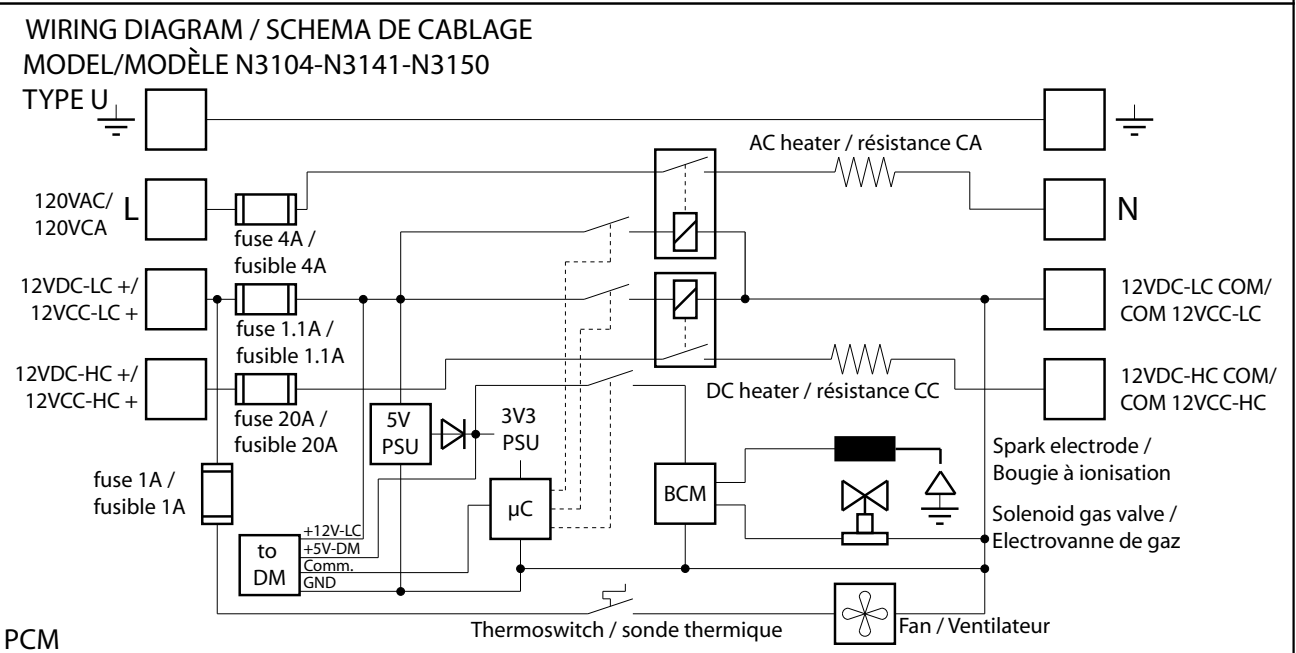 WIRING DIAGRAM / SCHEMA DE CABLAGE
MODEL/MODÈLE N3104-N3141-N3150
TYPE U
AC heater / résistance CA
120VAC/
120VCA
L
N
fuse 4A /
fusible 4A
12VDC-LC +/
12VCC-LC +
12VDC-LC COM/
COM 12VCC-LC
fuse 1.1A /
fusible 1.1A
12VDC-HC +/
12VCC-HC +
DC heater / résistance CC
12VDC-HC COM/
COM 12VCC-HC
fuse 20A /
fusible 20A
5V
PSU
3V3
PSU
fuse 1A /
fusible 1A
µC
BCM
Spark electrode /
Bougie à ionisation
Solenoid gas valve /
Electrovanne de gaz
to
DM
+12V-LC
+5V-DM
Comm.
GND
Thermoswitch / sonde thermique
Fan / Ventilateur
PCM